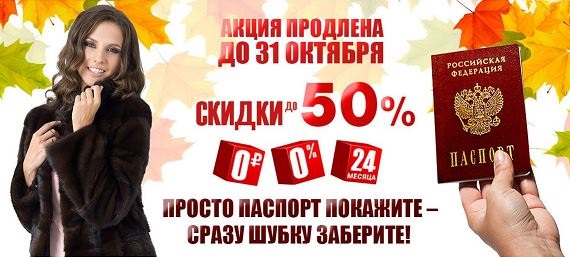 АКЦИЯ ПРОДЛЕНА
ДО 31 ОКТЯБРЯ
СКИДКИ ДО 50%
0₽ 0% 24 МЕСЯЦА
ПРОСТО ПАСПОРТ ПОКАЖИТЕ –
СРАЗУ ШУБКУ ЗАБЕРИТЕ!
РОССИЙСКАЯ
ФЕДЕРАЦИЯ
ПАСПОРТ